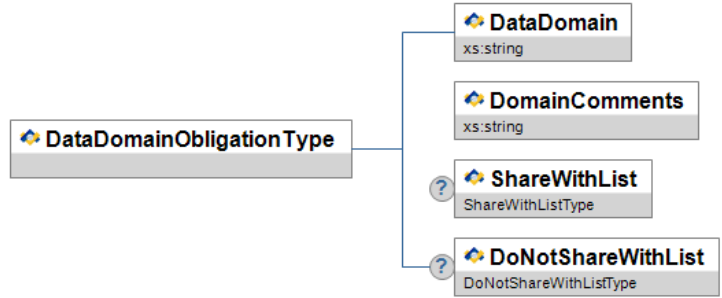 DataDomain
xs:string
DomainComments
xs:string
DataDomainObligationType
?
ShareWithList
ShareWithListType
?
DoNotShareWithList
DoNotShareWithListType